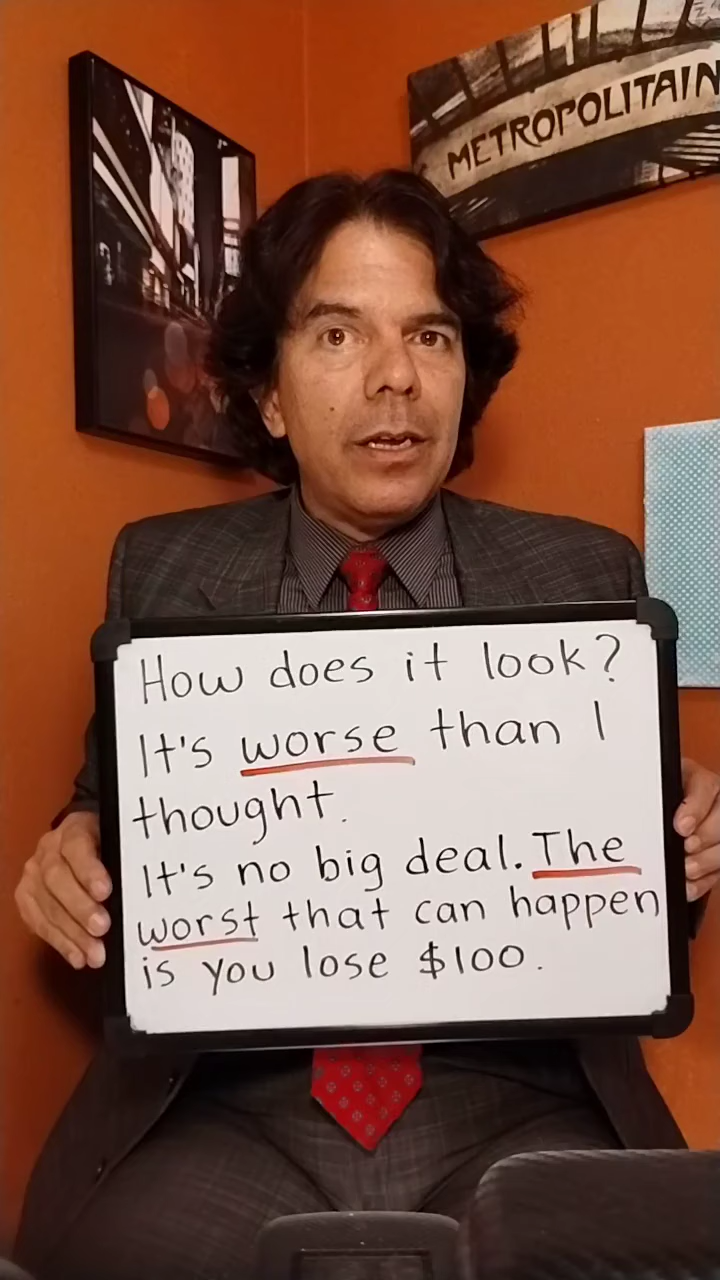 METROPOLITAIN
How does it look?
It's worse than I
thought.
It's no big deal. The
worst that can happen
is you lose $100.